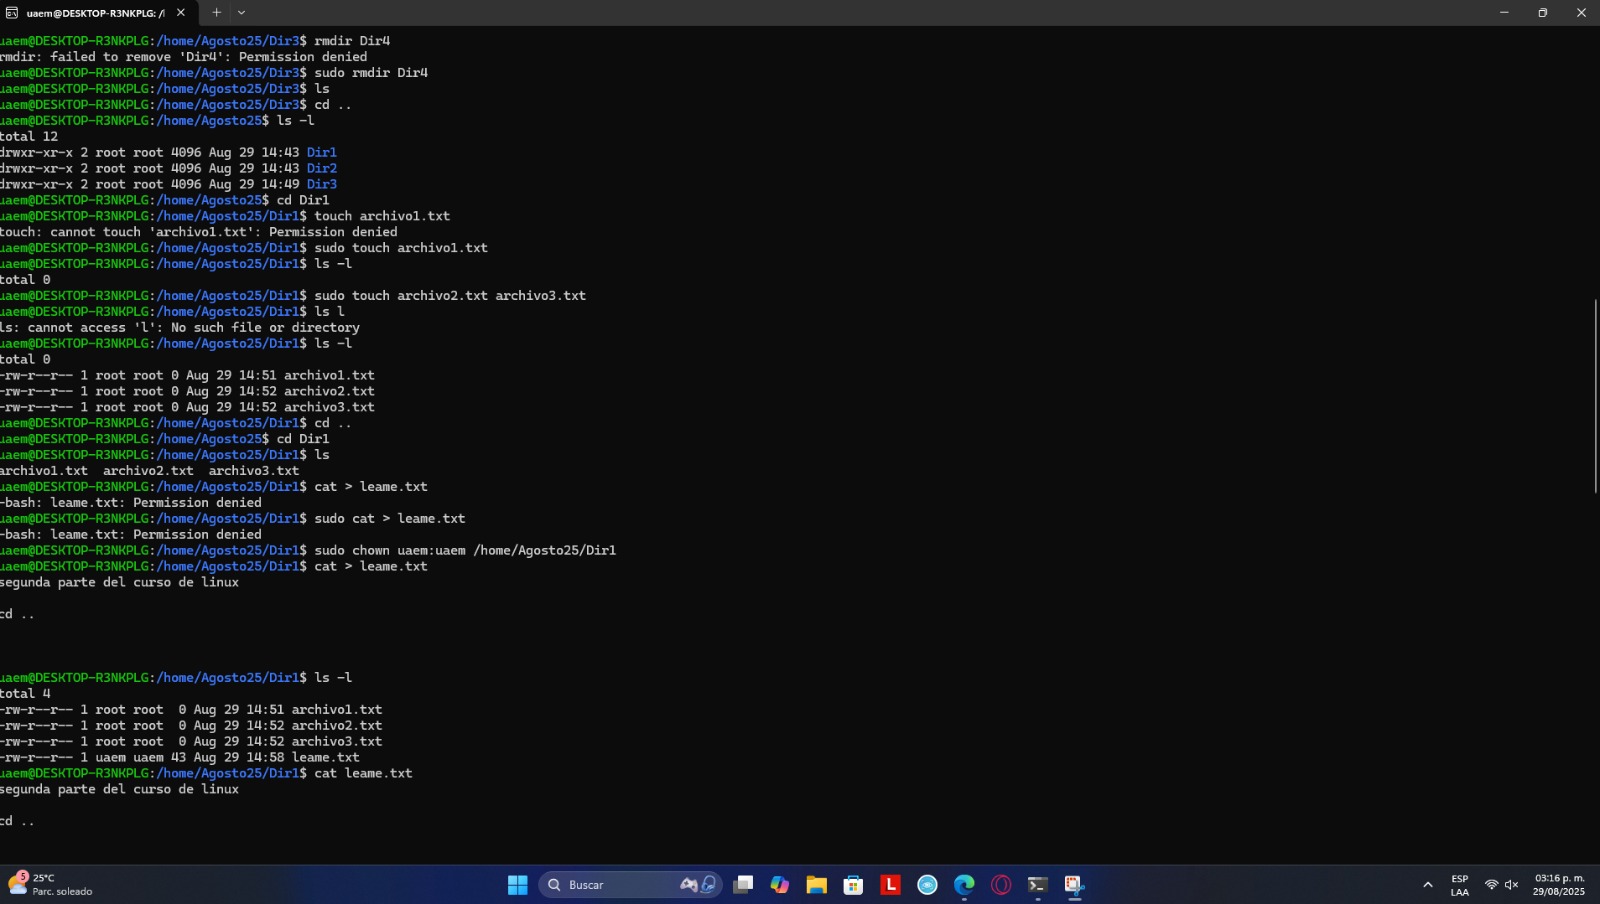 uaem@DESKTOP-R3NKPLG: /
uaem@DESKTOP-R3NKPLG:/home/Agosto25/Dir3$ rmdir Dir4
rmdir: failed to remove 'Dir4': Permission denied
uaem@DESKTOP-R3NKPLG:/home/Agosto25/Dir3$ sudo rmdir Dir4
uaem@DESKTOP-R3NKPLG:/home/Agosto25/Dir3$ ls
uaem@DESKTOP-R3NKPLG:/home/Agosto25/Dir3$ cd ..
uaem@DESKTOP-R3NKPLG:/home/Agosto25$ ls -l
total 12
drwxr-xr-x 2 root root 4096 Aug 29 14:43 Dir1
drwxr-xr-x 2 root root 4096 Aug 29 14:43 Dir2
drwxr-xr-x 2 root root 4096 Aug 29 14:49 Dir3
uaem@DESKTOP-R3NKPLG:/home/Agosto25$ cd Dir1
uaem@DESKTOP-R3NKPLG:/home/Agosto25/Dir1$ touch archivo1.txt
touch: cannot touch 'archivo1.txt': Permission denied
uaem@DESKTOP-R3NKPLG:/home/Agosto25/Dir1$ sudo touch archivo1.txt
uaem@DESKTOP-R3NKPLG:/home/Agosto25/Dir1$ ls -l
total 0
uaem@DESKTOP-R3NKPLG:/home/Agosto25/Dir1$ sudo touch archivo2.txt archivo3.txt
uaem@DESKTOP-R3NKPLG:/home/Agosto25/Dir1$ ls l
ls: cannot access 'l': No such file or directory
uaem@DESKTOP-R3NKPLG:/home/Agosto25/Dir1$ ls -l
total 0
-rw-r--r-- 1 root root 0 Aug 29 14:51 archivo1.txt
-rw-r--r-- 1 root root 0 Aug 29 14:52 archivo2.txt
-rw-r--r-- 1 root root 0 Aug 29 14:52 archivo3.txt
uaem@DESKTOP-R3NKPLG:/home/Agosto25/Dir1$ cd ..
uaem@DESKTOP-R3NKPLG:/home/Agosto25$ cd Dir1
uaem@DESKTOP-R3NKPLG:/home/Agosto25/Dir1$ ls
archivo1.txt  archivo2.txt  archivo3.txt
uaem@DESKTOP-R3NKPLG:/home/Agosto25/Dir1$ cat > leame.txt
-bash: leame.txt: Permission denied
uaem@DESKTOP-R3NKPLG:/home/Agosto25/Dir1$ sudo cat > leame.txt
-bash: leame.txt: Permission denied
uaem@DESKTOP-R3NKPLG:/home/Agosto25/Dir1$ sudo chown uaem:uaem /home/Agosto25/Dir1
uaem@DESKTOP-R3NKPLG:/home/Agosto25/Dir1$ cat > leame.txt
segunda parte del curso de linux
cd ..
uaem@DESKTOP-R3NKPLG:/home/Agosto25/Dir1$ ls -l
total 4
-rw-r--r-- 1 root root  0 Aug 29 14:51 archivo1.txt
-rw-r--r-- 1 root root  0 Aug 29 14:52 archivo2.txt
-rw-r--r-- 1 root root  0 Aug 29 14:52 archivo3.txt
-rw-r--r-- 1 uaem uaem 43 Aug 29 14:58 leame.txt
uaem@DESKTOP-R3NKPLG:/home/Agosto25/Dir1$ cat leame.txt
segunda parte del curso de linux
cd ..
5
25°C
Parc. soleado
Buscar
L
ESP
LAA
03:16 p. m.
29/08/2025